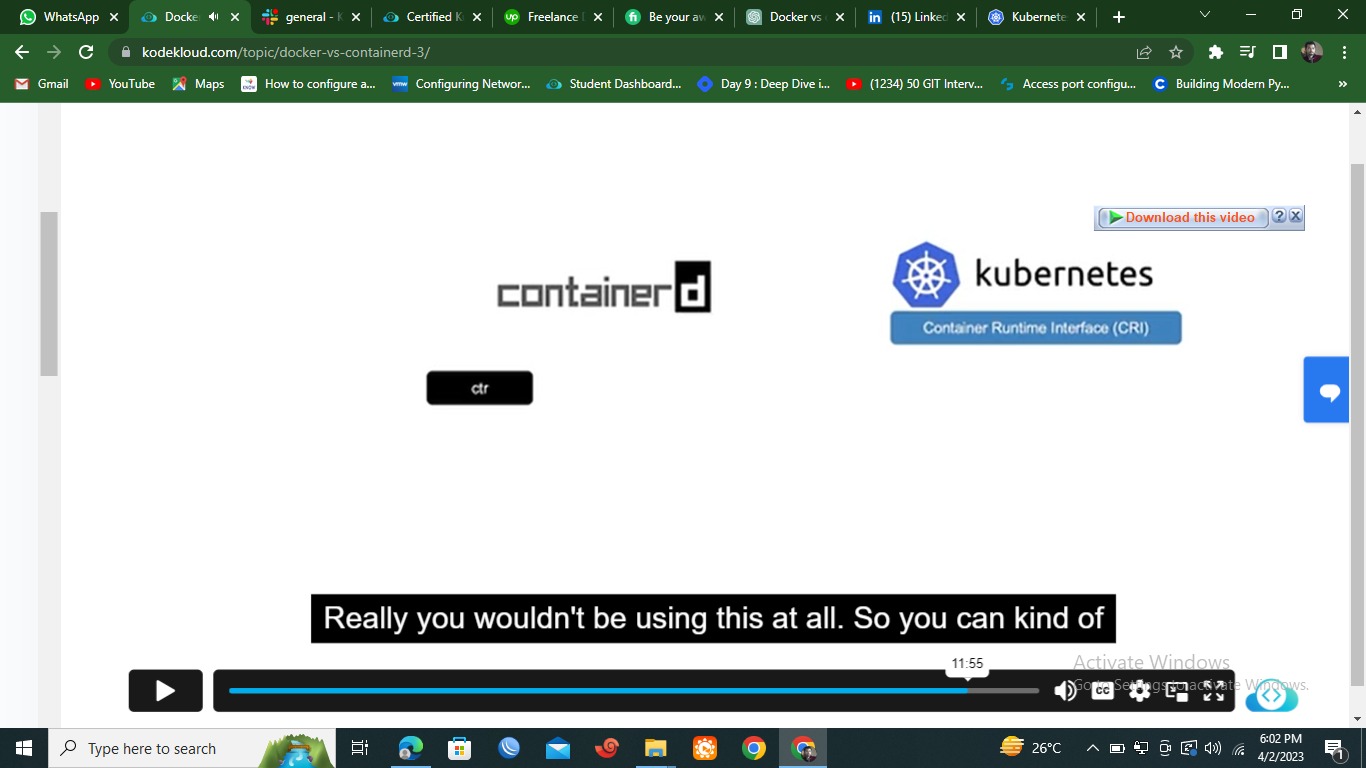 WhatsApp
Docke
general - K
Certified K
Freelance
Be your aw
Docker vs
(15) Linked
Kubernete
kodekloud.com/topic/docker-vs-containerd-3/
Gmail
YouTube
Maps
How to configure a...
Configuring Networ...
Student Dashboard...
Day 9 : Deep Dive i...
(1234) 50 GIT Interv...
Access port configu...
Building Modern Py...
Download this video
containerd
kubernetes
Container Runtime Interface (CRI)
ctr
Really you wouldn't be using this at all. So you can kind of
11:55
Activate Windows
Go to Settings to activate Windows.
CC
Type here to search
26°C
6:02 PM
4/2/2023
1